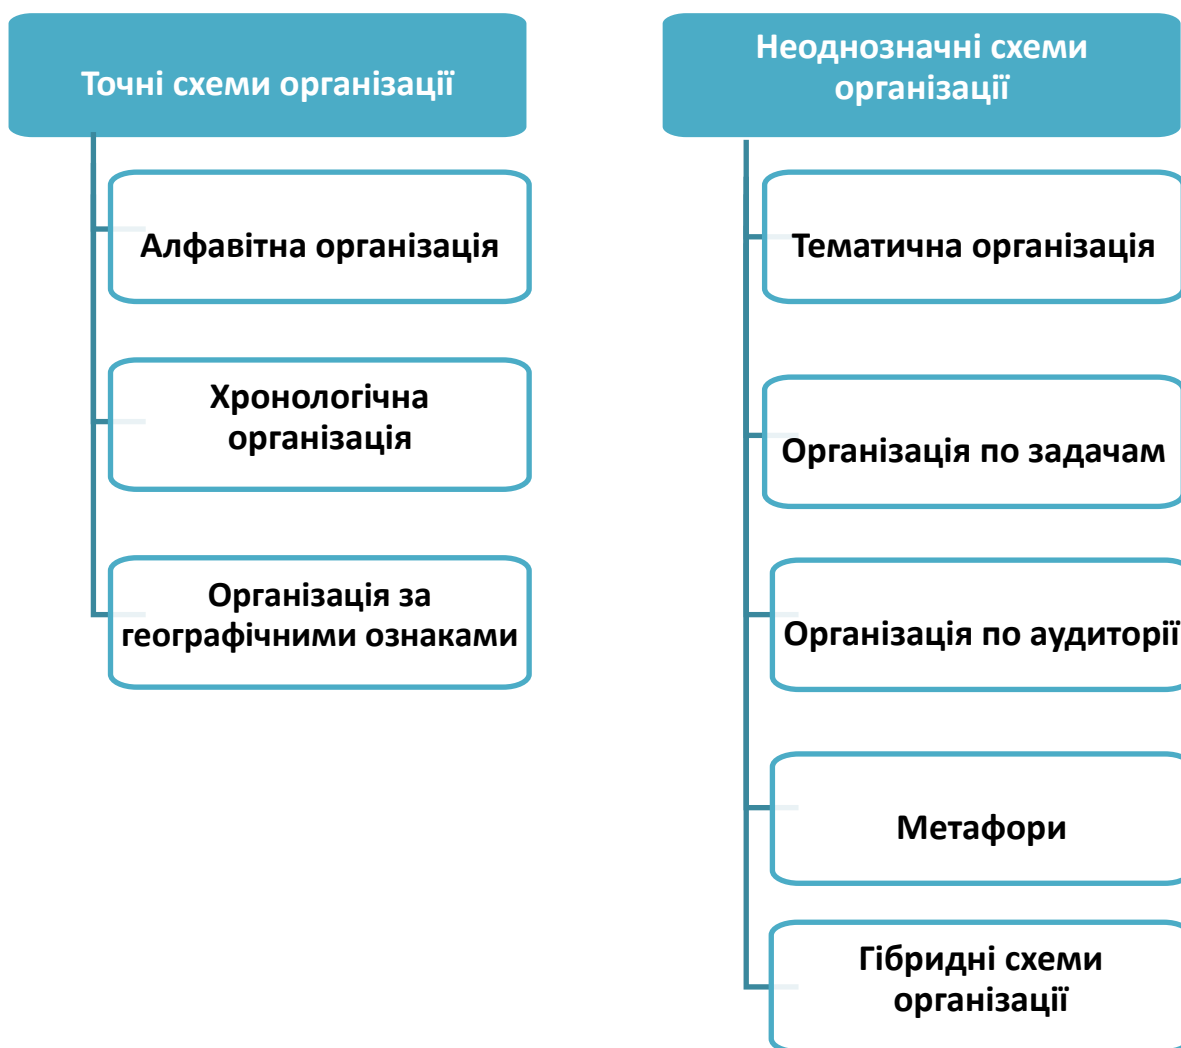 Точні схеми організації
Алфавітна організація
Хронологічна
організація
Організація за
географічними ознаками
Неоднозначні схеми
організації
Тематична організація
Організація по задачам
Організація по аудиторії
Метафори
Гібридні схеми
організації